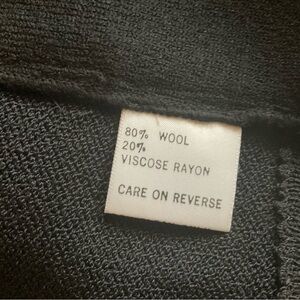 80% WOOL
20%
VISCOSE RAYON
CARE ON REVERSE